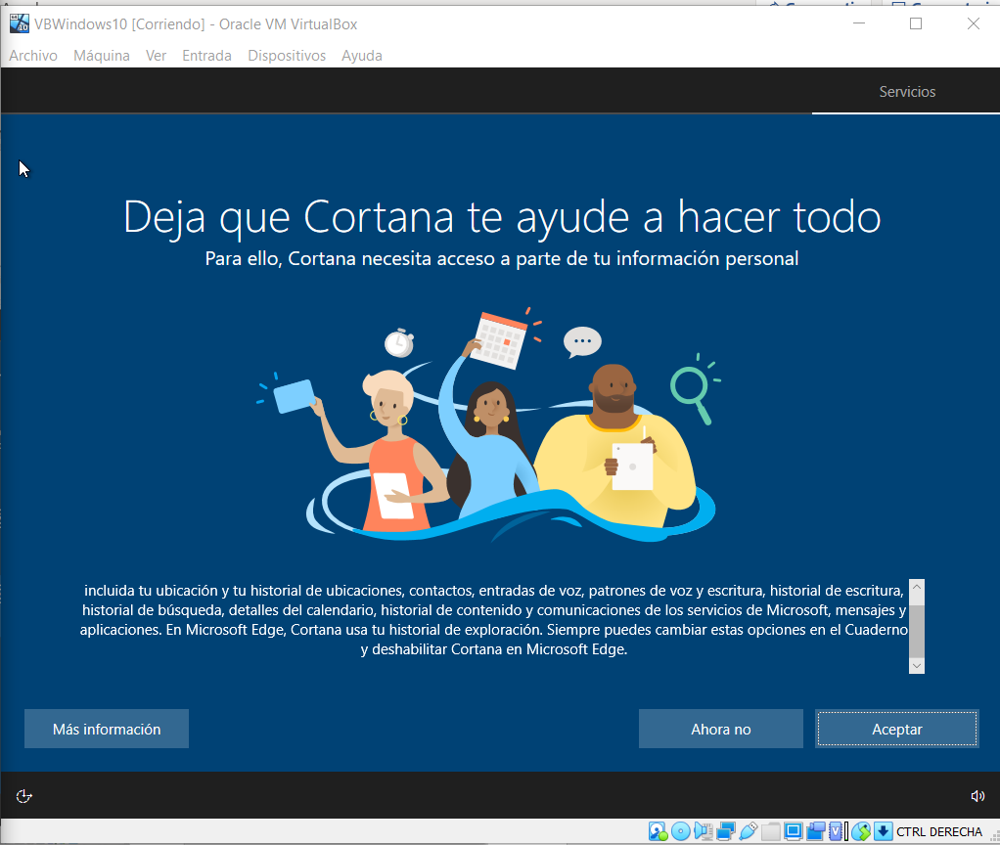 VBWindows10 [Corriendo] - Oracle VM VirtualBox
Archivo Máquina Ver Entrada Dispositivos Ayuda
Servicios
Deja que Cortana te ayude a hacer todo
Para ello, Cortana necesita acceso a parte de tu información personal
incluida tu ubicación y tu historial de ubicaciones, contactos, entradas de voz, patrones de voz y escritura, historial de escritura,
historial de búsqueda, detalles del calendario, historial de contenido y comunicaciones de los servicios de Microsoft, mensajes y
aplicaciones. En Microsoft Edge, Cortana usa tu historial de exploración. Siempre puedes cambiar estas opciones en el Cuaderno
y deshabilitar Cortana en Microsoft Edge.
Más información Ahora no Aceptar
CTRL DERECHA